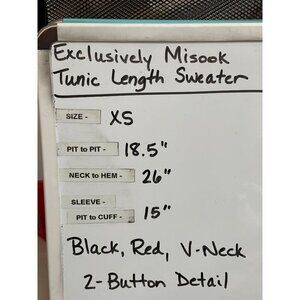 Exclusively Misook
Tunic Length Sweater
SIZE - XS
PIT to PIT - 18.5"
NECK to HEM - 26"
SLEEVE -
PIT to CUFF - 15"
Black, Red, V-Neck
2-Button Detail